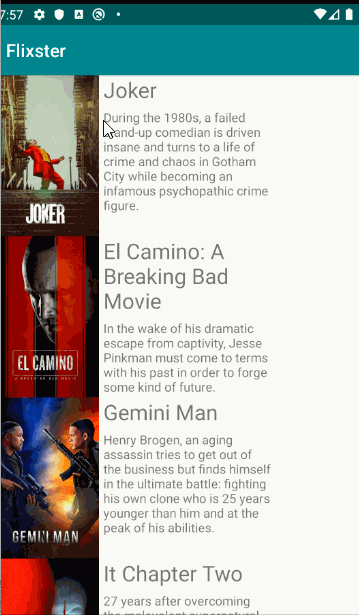 7:57
Flixster
Joker
During the 1980s, a failed
stand-up comedian is driven
insane and turns to a life of
crime and chaos in Gotham
City while becoming an
infamous psychopathic crime
figure.
JOKER
El Camino: A
Breaking Bad
Movie
In the wake of his dramatic
escape from captivity, Jesse
Pinkman must come to terms
with his past in order to forge
some kind of future.
EL CAMINO
A BREAKING BAD MOVIE
Gemini Man
Henry Brogen, an aging
assassin tries to get out of
the business but finds himself
in the ultimate battle: fighting
his own clone who is 25 years
younger than him and at the
peak of his abilities.
GEMINI MAN
It Chapter Two
27 years after overcoming
the malevolent supernatural